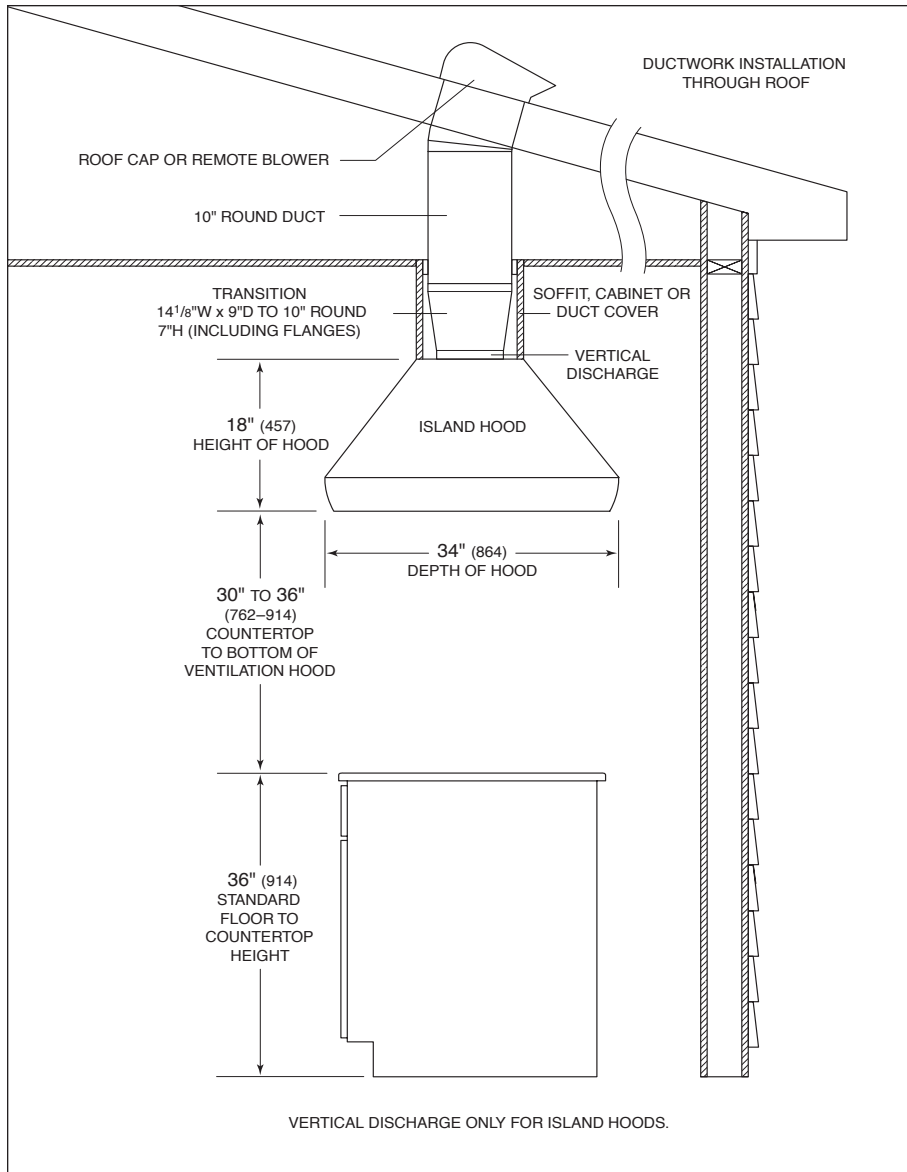 DUCTWORK INSTALLATION
THROUGH ROOF
ROOF CAP OR REMOTE BLOWER
10" ROUND DUCT
TRANSITION
14 1/8"W x 9"D TO 10" ROUND
7"H (INCLUDING FLANGES)
SOFFIT, CABINET OR
DUCT COVER
VERTICAL
DISCHARGE
18" (457)
HEIGHT OF HOOD
ISLAND HOOD
34" (864)
DEPTH OF HOOD
30" TO 36"
(762–914)
COUNTERTOP
TO BOTTOM OF
VENTILATION HOOD
36" (914)
STANDARD
FLOOR TO
COUNTERTOP
HEIGHT
VERTICAL DISCHARGE ONLY FOR ISLAND HOODS.